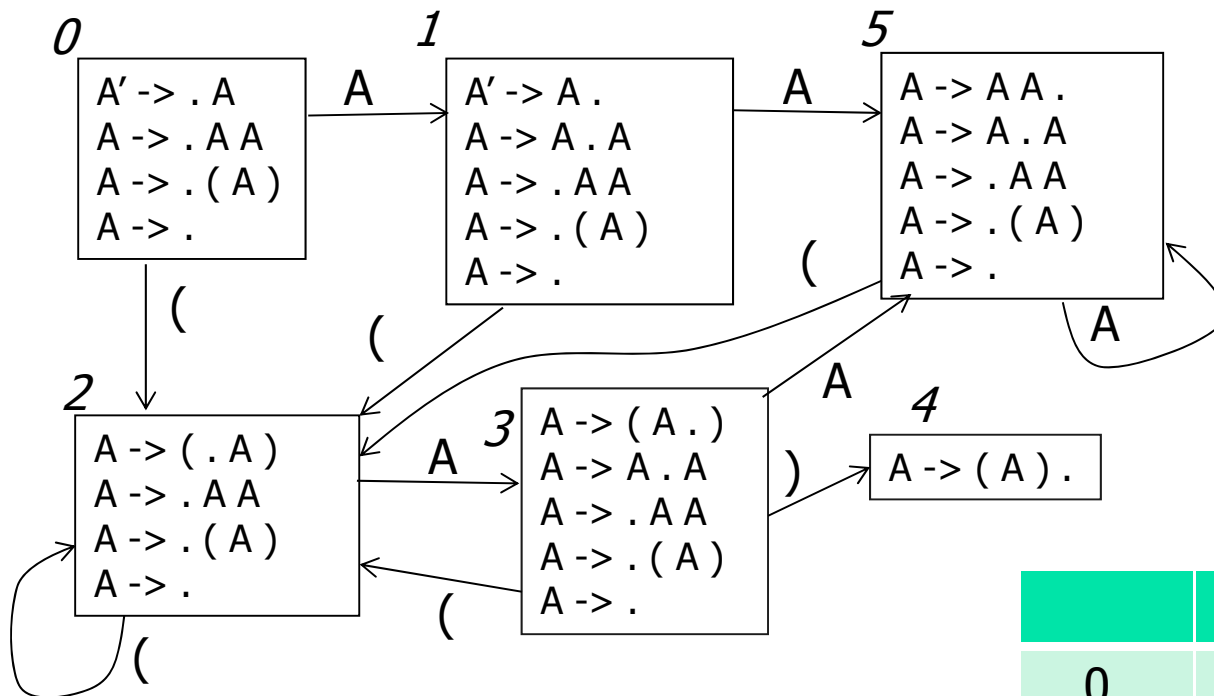 0
A' -> . A
A -> . A A
A -> . ( A )
A -> .
A
1
A' -> A .
A -> A . A
A -> . A A
A -> . ( A )
A -> .
A
5
A -> A A .
A -> A . A
A -> . A A
A -> . ( A )
A -> .
(
(
(
A
2
A -> ( . A )
A -> . A A
A -> . ( A )
A -> .
(
A
3
A -> ( A . )
A -> A . A
A -> . A A
A -> . ( A )
A -> .
(
A
)
4
A -> ( A ) .
0